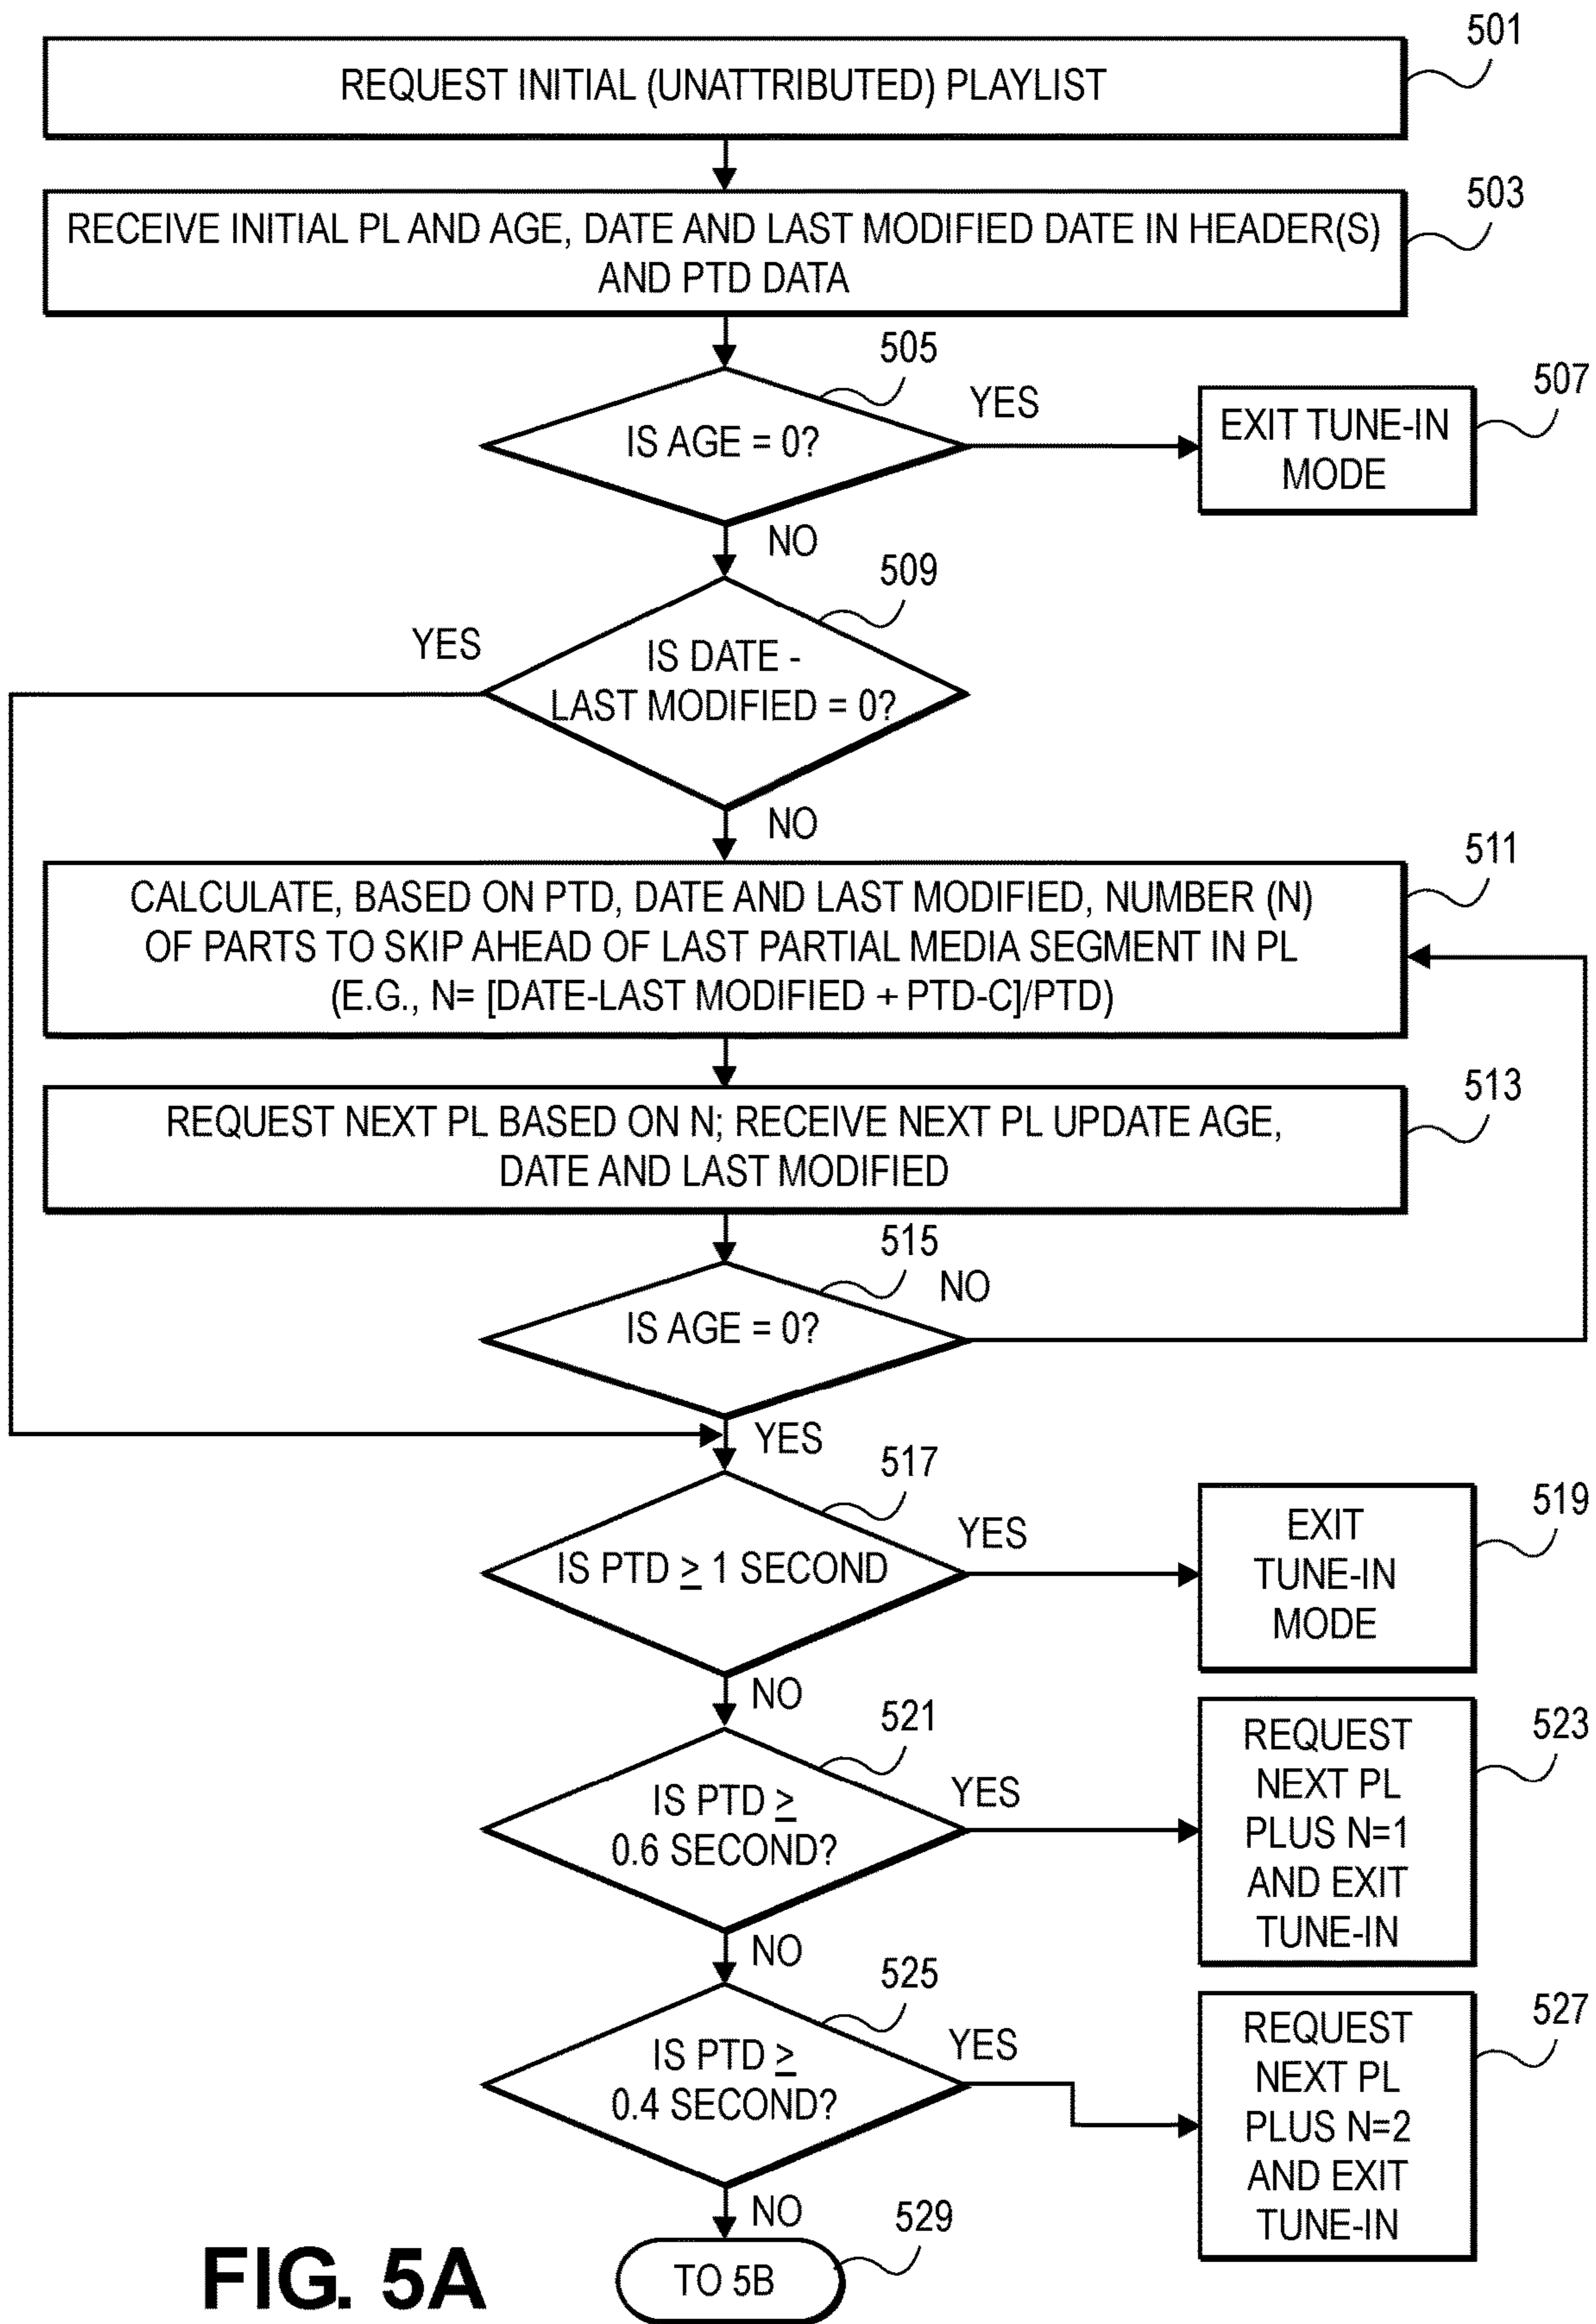 501
REQUEST INITIAL (UNATTRIBUTED) PLAYLIST
503
RECEIVE INITIAL PL AND AGE, DATE AND LAST MODIFIED DATE IN HEADER(S)
AND PTD DATA
505
IS AGE = 0?
YES
507
EXIT TUNE-IN
MODE
NO
509
YES
IS DATE -
LAST MODIFIED = 0?
NO
511
CALCULATE, BASED ON PTD, DATE AND LAST MODIFIED, NUMBER (N)
OF PARTS TO SKIP AHEAD OF LAST PARTIAL MEDIA SEGMENT IN PL
(E.G., N= [DATE-LAST MODIFIED + PTD-C]/PTD)
513
REQUEST NEXT PL BASED ON N; RECEIVE NEXT PL UPDATE AGE,
DATE AND LAST MODIFIED
515
IS AGE = 0?
NO
YES
517
IS PTD ≥ 1 SECOND
YES
519
EXIT
TUNE-IN
MODE
NO
521
IS PTD ≥
0.6 SECOND?
YES
523
REQUEST
NEXT PL
PLUS N=1
AND EXIT
TUNE-IN
NO
525
IS PTD ≥
0.4 SECOND?
YES
527
REQUEST
NEXT PL
PLUS N=2
AND EXIT
TUNE-IN
NO
529
TO 5B
FIG. 5A